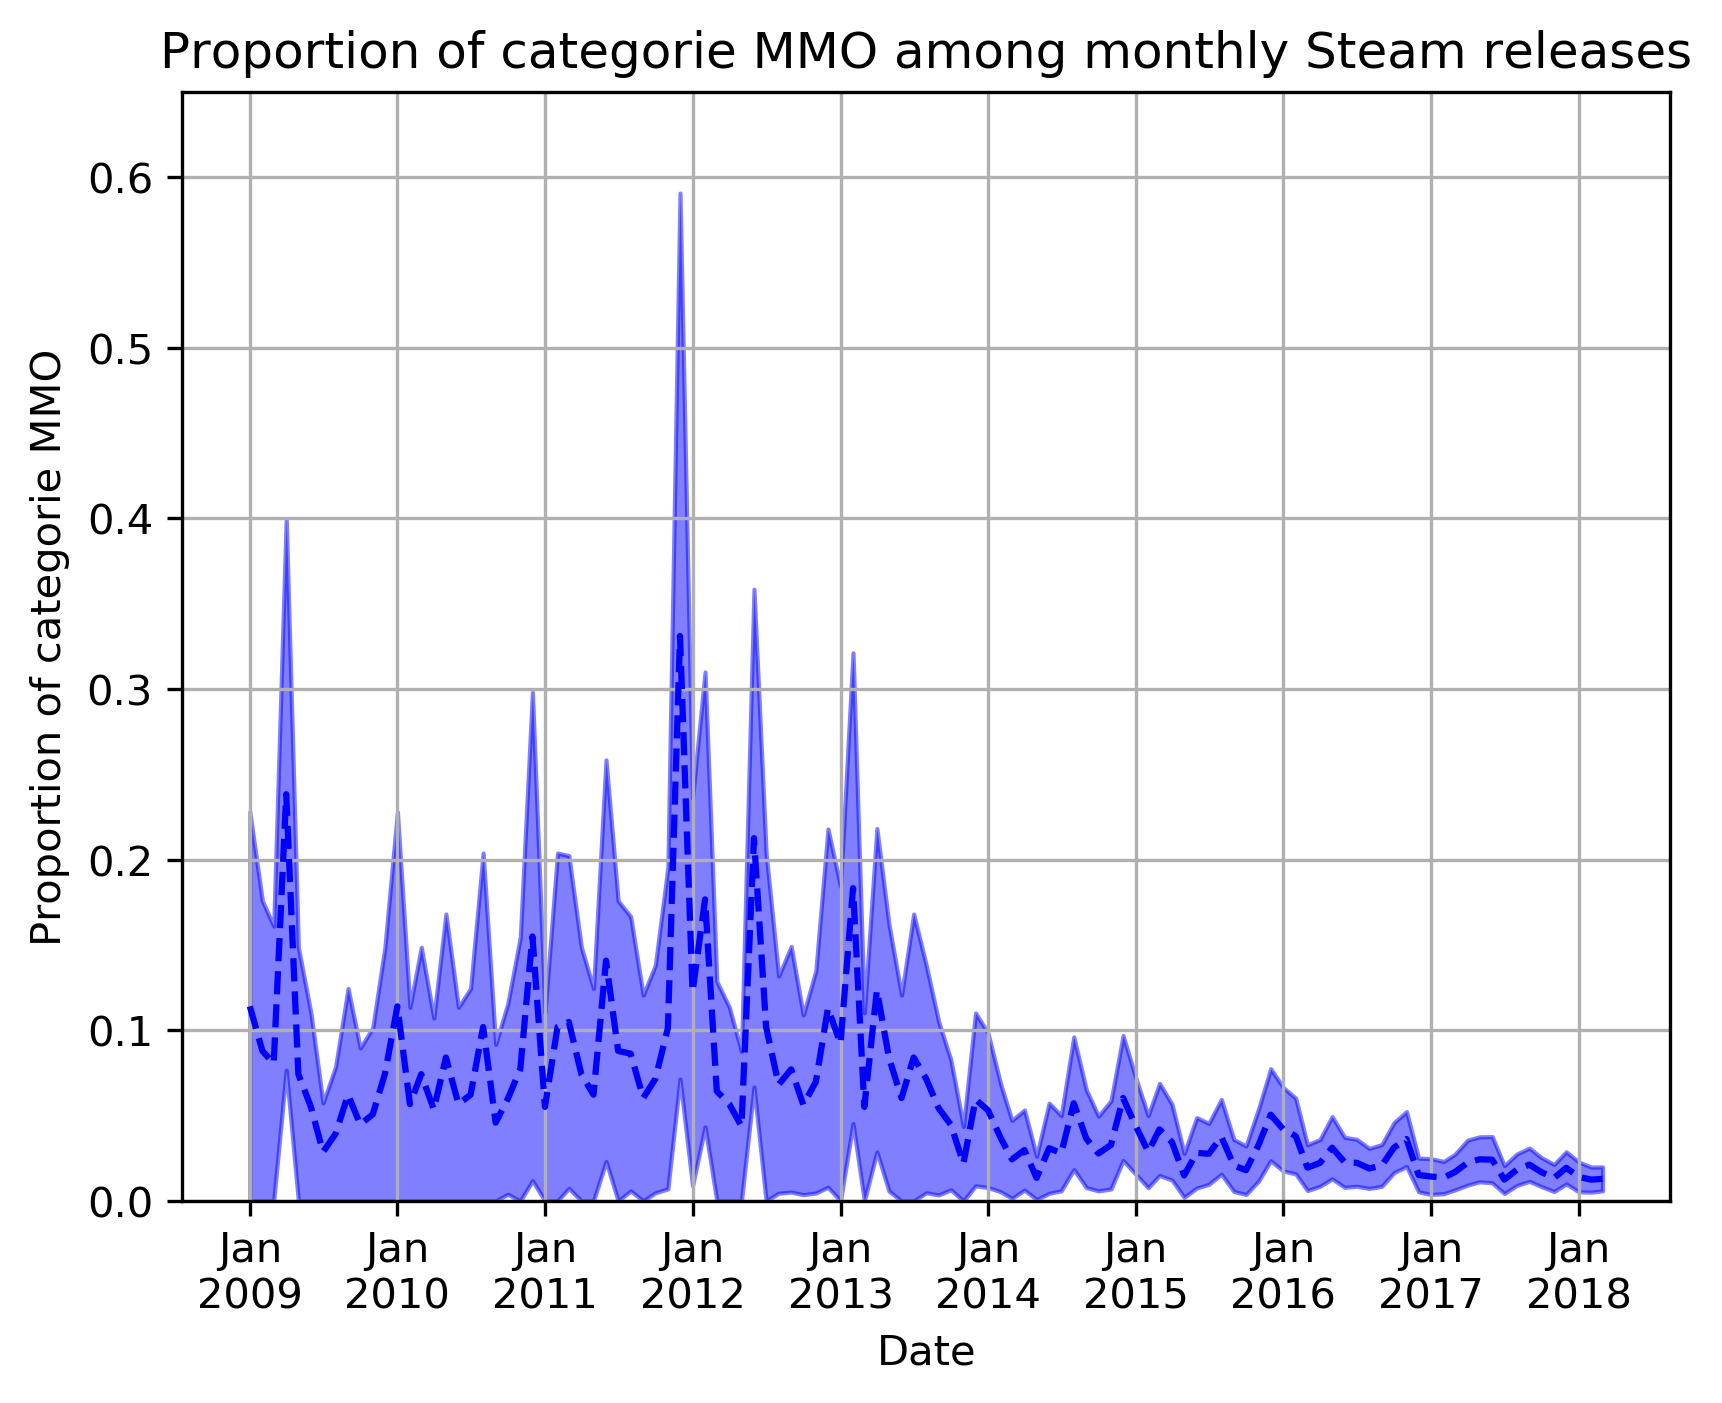 Proportion of categorie MMO among monthly Steam releases
Proportion of categorie MMO
0.6
0.5
0.4
0.3
0.2
0.1
0.0
Jan 2009
Jan 2010
Jan 2011
Jan 2012
Jan 2013
Jan 2014
Jan 2015
Jan 2016
Jan 2017
Jan 2018
Date